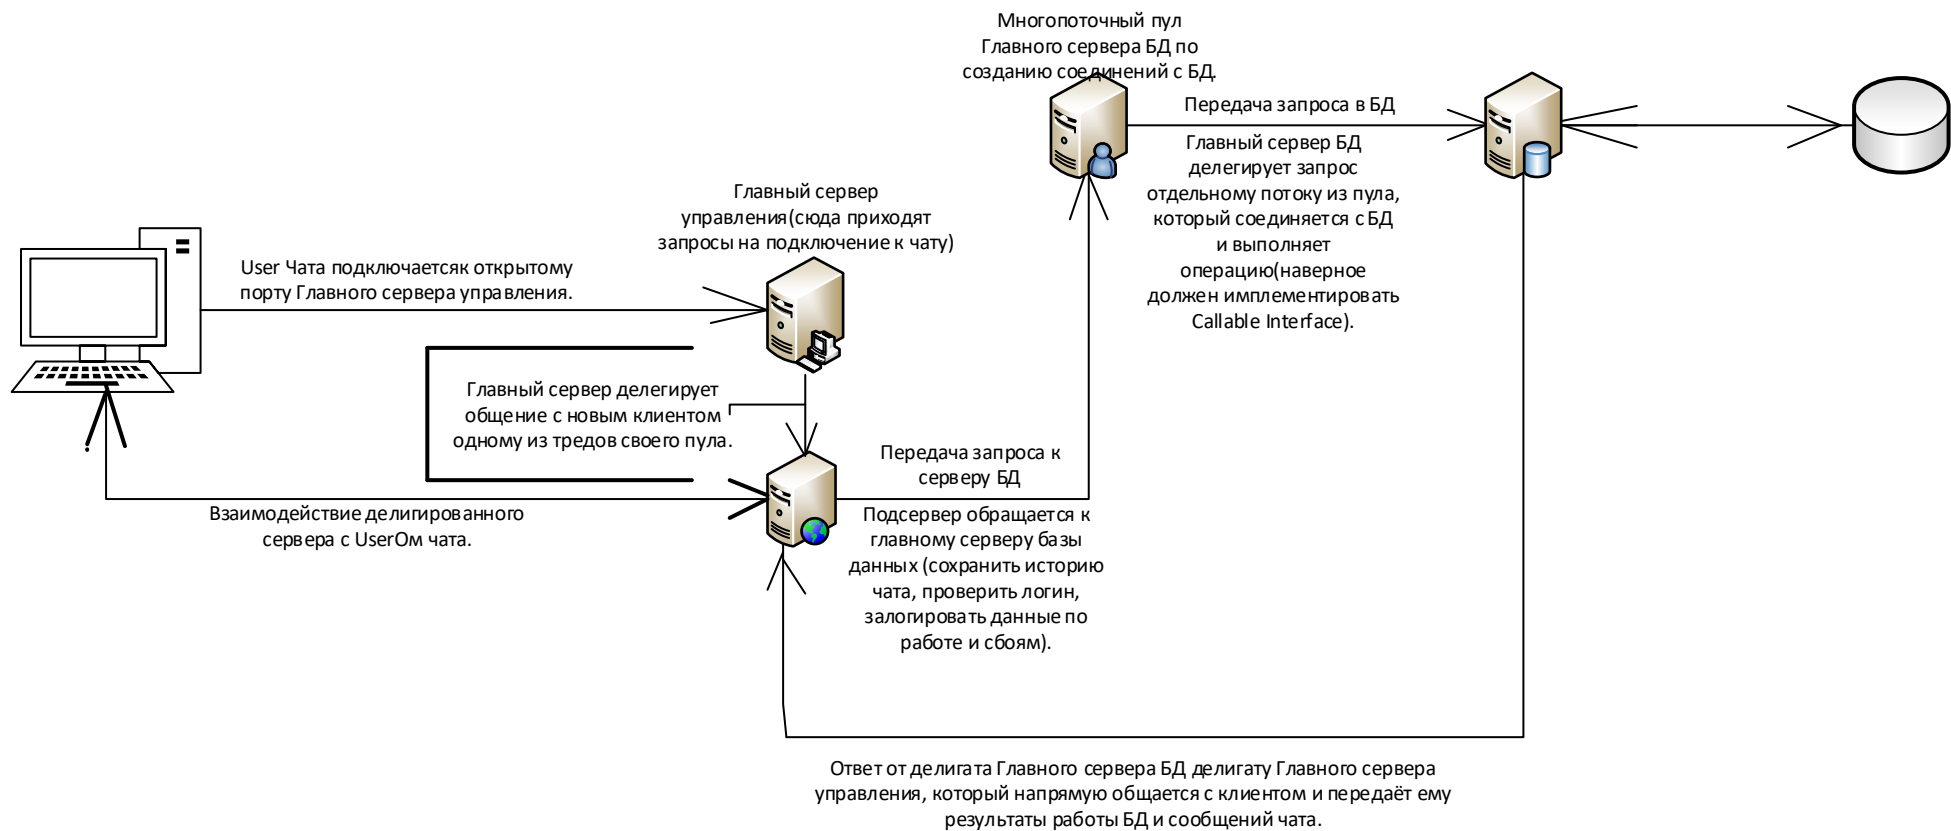 Многопоточный пул
Главного сервера БД по
созданию соединений с БД.
Передача запроса в БД
Главный сервер БД
делегирует запрос
отдельному потоку из пула,
который соединяется с БД
и выполняет
операцию(наверное
должен имплементировать
Callable Interface).
Главный сервер
управления(сюда приходят
запросы на подключение к чату)
User Чата подключаетсяк открытому
порту Главного сервера управления.
Главный сервер делегирует
общение с новым клиентом
одному из тредов своего пула.
Передача запроса к
серверу БД
Взаимодействие делигированного
сервера с UserОм чата.
Подсервер обращается к
главному серверу базы
данных (сохранить историю
чата, проверить логин,
залогировать данные по
работе и сбоям).
Ответ от делигата Главного сервера БД делигату Главного сервера
управления, который напрямую общается с клиентом и передаёт ему
результаты работы БД и сообщений чата.